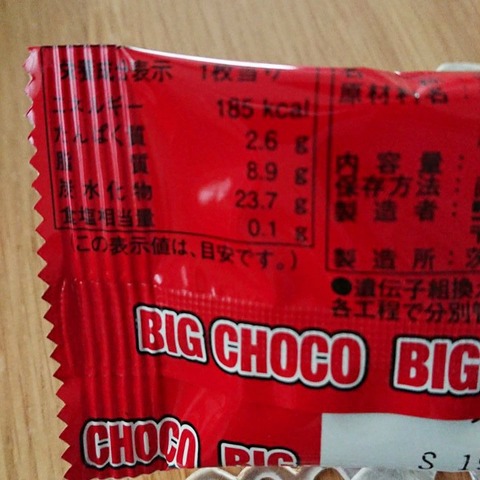 栄養成分表示 1枚当り
エネルギー 185 kcal
たんぱく質 2.6 g
脂質 8.9 g
炭水化物 23.7 g
食塩相当量 0.1 g
(この表示値は、目安です。)
原材料名:
内容量:
保存方法:
製造者:
製造所:茨
●遺伝子組換
各工程で分別管
BIG CHOCO BIG
CHOCO BIG
S 19